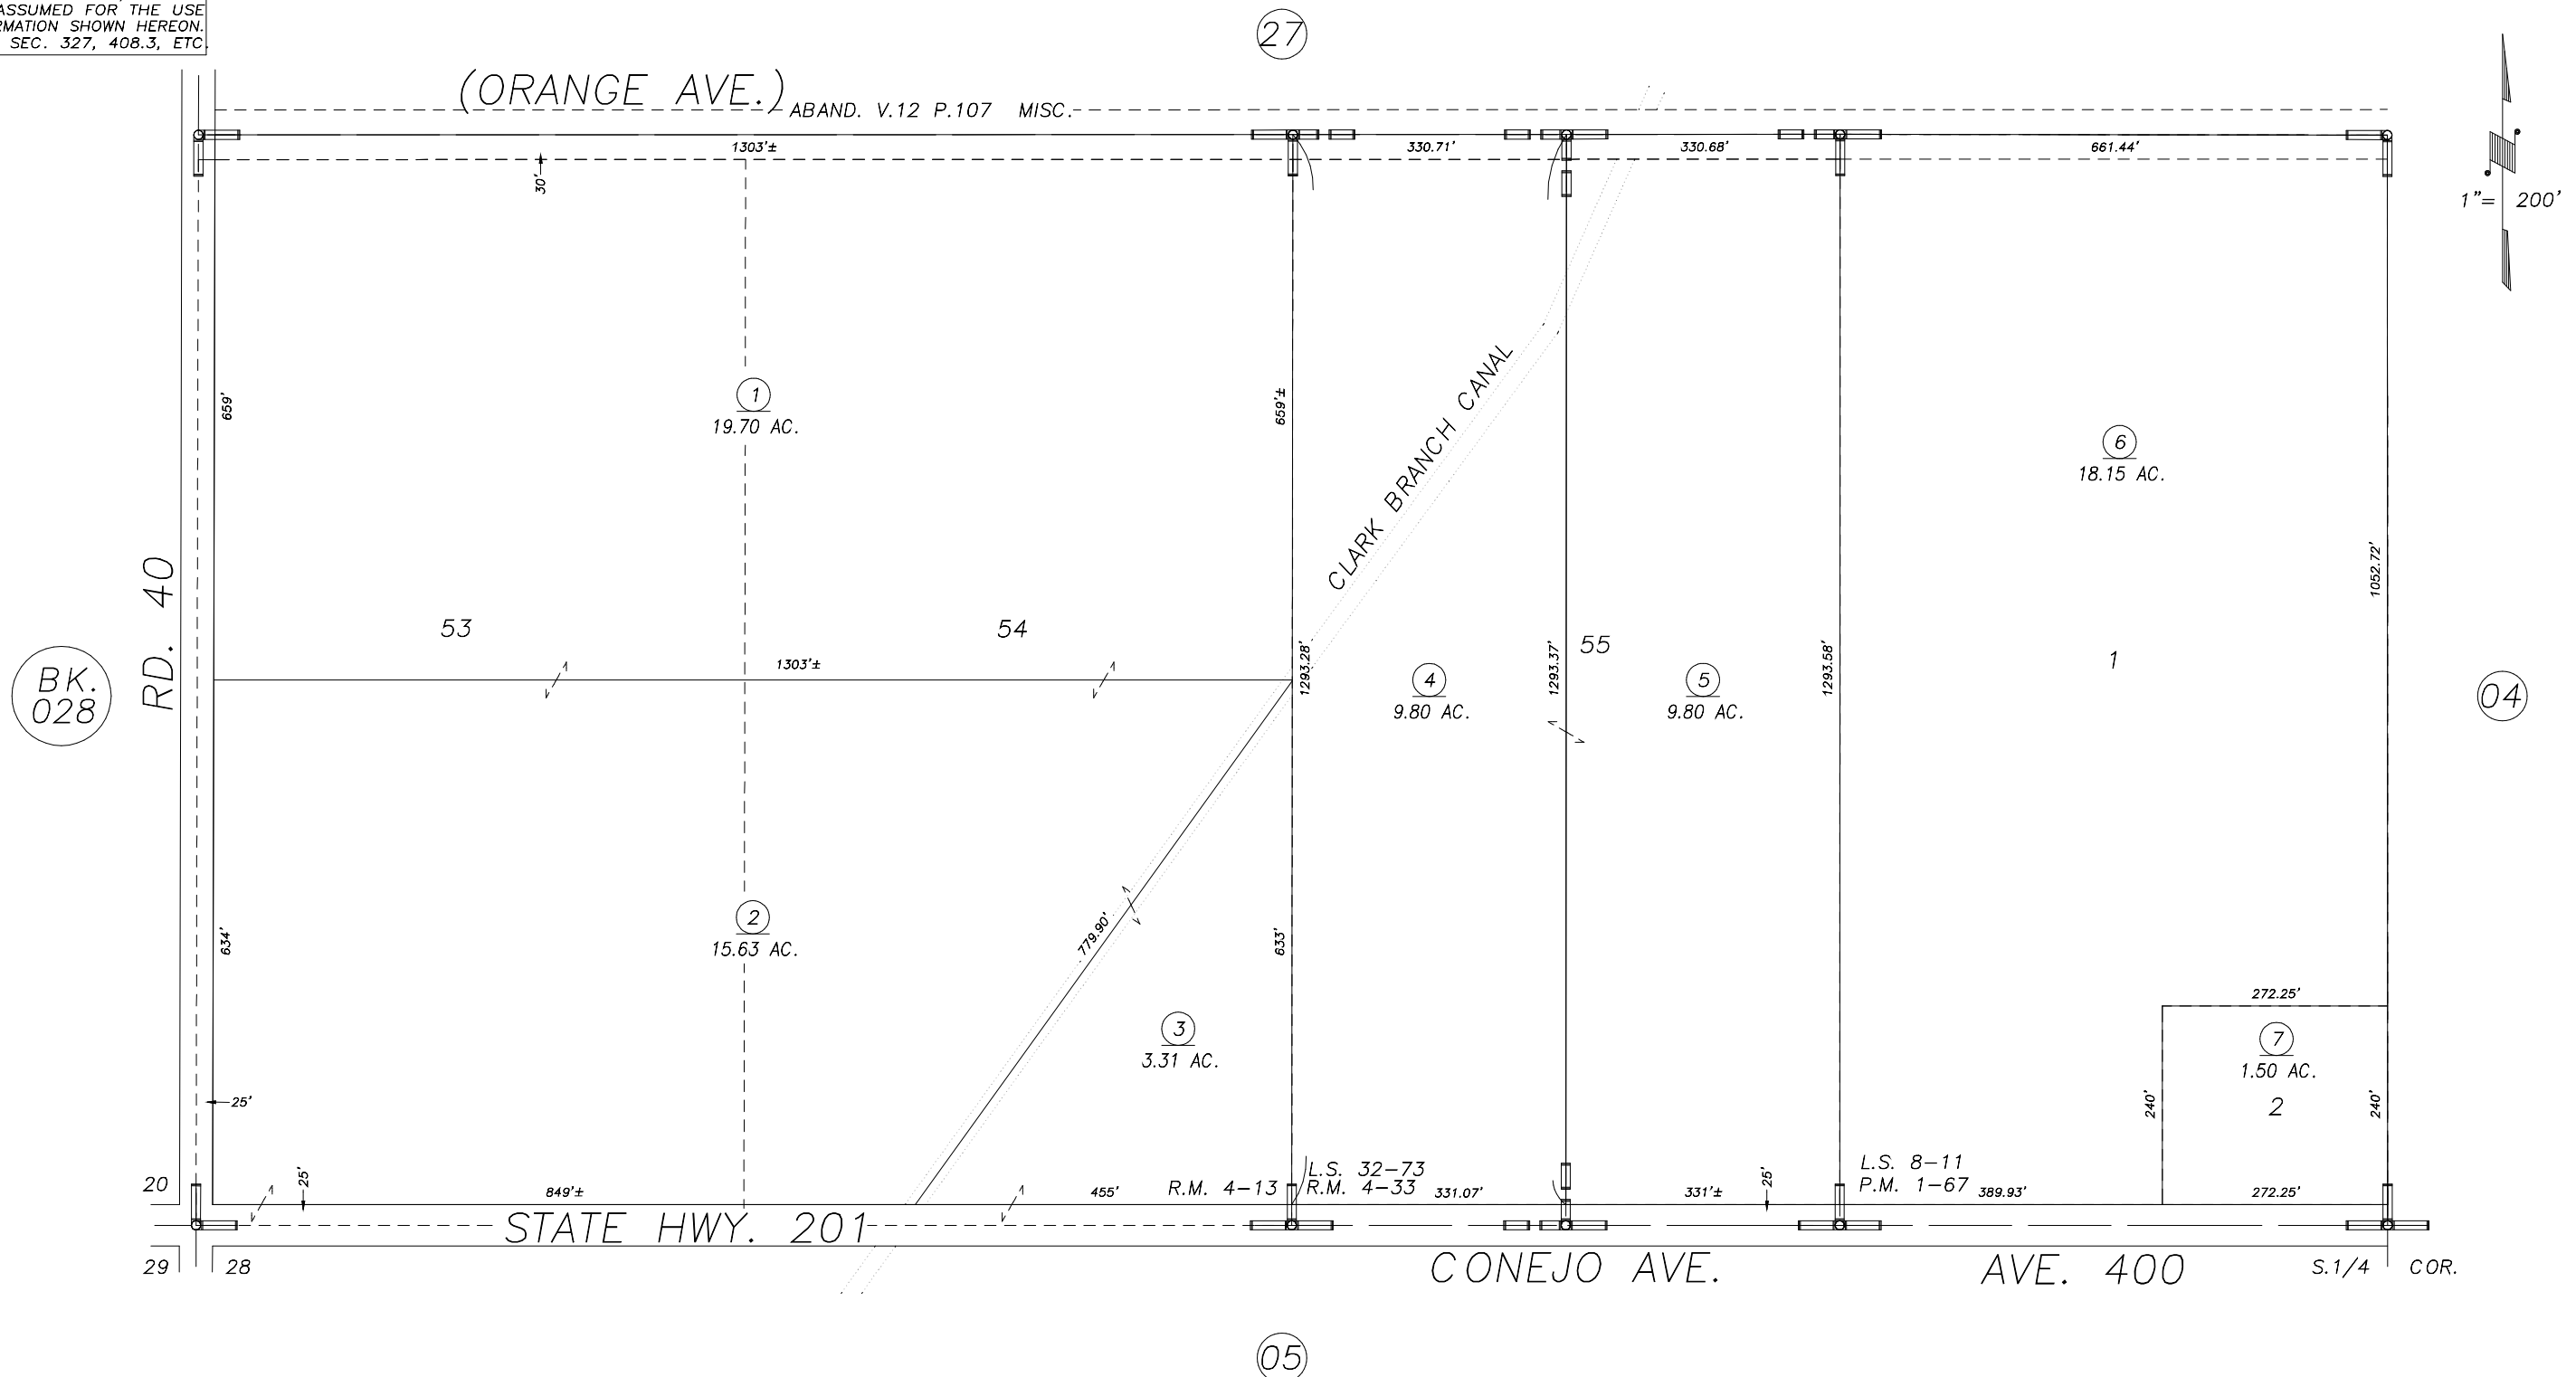 ASSUMED FOR THE USE
RMATION SHOWN HEREON.
SEC. 327, 408.3, ETC.
27
(ORANGE AVE.) ABAND. V.12 P.107 MISC.
1303'±
330.71'
330.68'
661.44'
30'
1"= 200'
1
19.70 AC.
659'
659'±
CLARK BRANCH CANAL
6
18.15 AC.
1052.72'
RD. 40
53
54
1303'±
1293.28'
1293.37'
55
1293.58'
1
BK.
028
4
9.80 AC.
5
9.80 AC.
04
2
15.63 AC.
634'
779.90'
633'
3
3.31 AC.
272.25'
7
1.50 AC.
2
240'
240'
25'
25'
20
849'±
455'
R.M. 4-13
L.S. 32-73
R.M. 4-33
331.07'
331'±
25'
L.S. 8-11
P.M. 1-67
389.93'
272.25'
STATE HWY. 201
29
28
CONEJO AVE.
AVE. 400
S.1/4 COR.
05